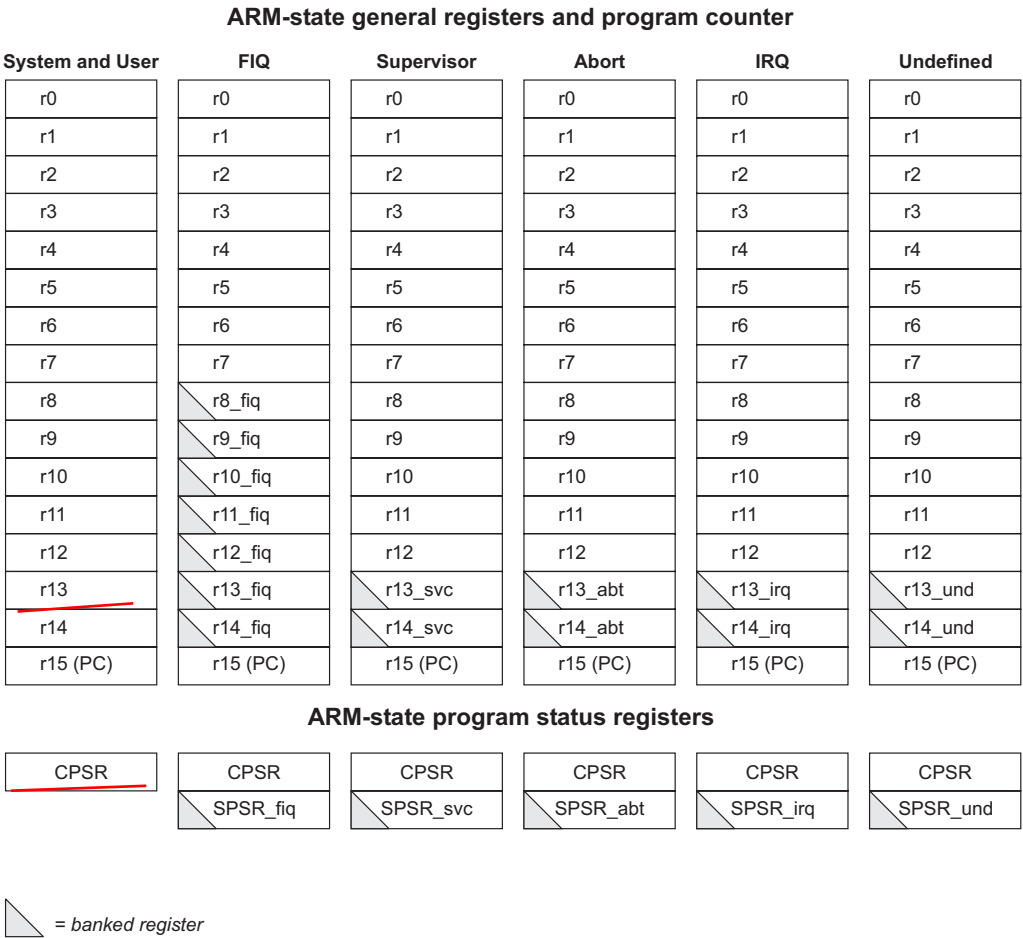 ARM-state general registers and program counter
System and User FIQ Supervisor Abort IRQ Undefined
r0 r0 r0 r0 r0 r0
r1 r1 r1 r1 r1 r1
r2 r2 r2 r2 r2 r2
r3 r3 r3 r3 r3 r3
r4 r4 r4 r4 r4 r4
r5 r5 r5 r5 r5 r5
r6 r6 r6 r6 r6 r6
r7 r7 r7 r7 r7 r7
r8 r8_fiq r8 r8 r8 r8
r9 r9_fiq r9 r9 r9 r9
r10 r10_fiq r10 r10 r10 r10
r11 r11_fiq r11 r11 r11 r11
r12 r12_fiq r12 r12 r12 r12
r13 r13_fiq r13_svc r13_abt r13_irq r13_und
r14 r14_fiq r14_svc r14_abt r14_irq r14_und
r15 (PC) r15 (PC) r15 (PC) r15 (PC) r15 (PC) r15 (PC)
ARM-state program status registers
CPSR CPSR CPSR CPSR CPSR CPSR
SPSR_fiq SPSR_svc SPSR_abt SPSR_irq SPSR_und
= banked register